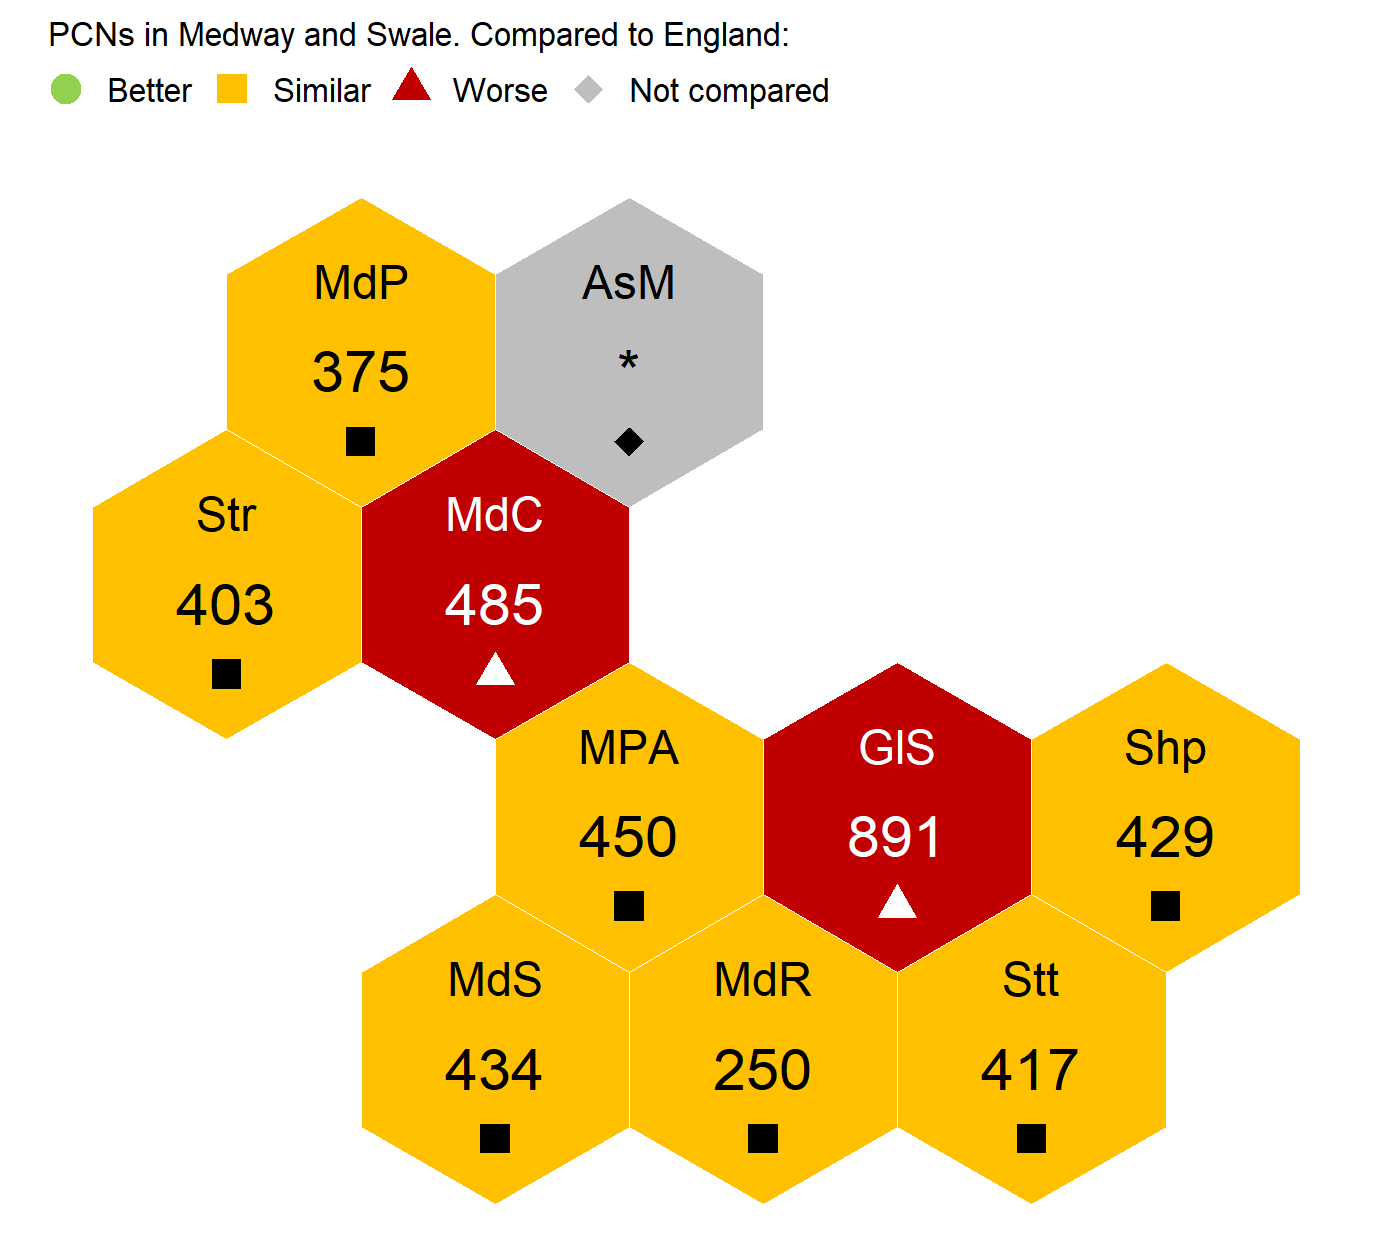 PCNs in Medway and Swale. Compared to England:
Better Similar Worse Not compared
MdP AsM
375 *
Str MdC
403 485
MPA GlS Shp
450 891 429
MdS MdR Stt
434 250 417